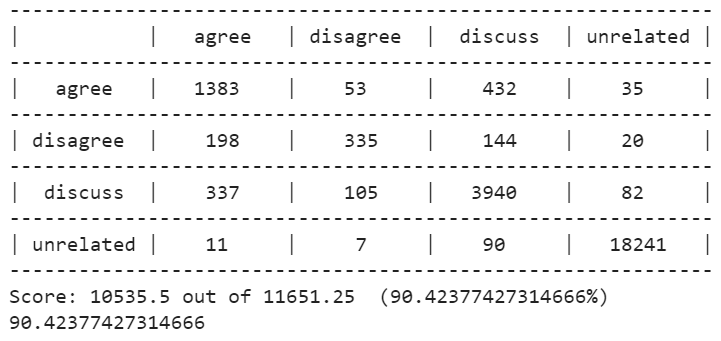 | | agree | disagree | discuss | unrelated |
| agree | 1383 | 53 | 432 | 35 |
| disagree | 198 | 335 | 144 | 20 |
| discuss | 337 | 105 | 3940 | 82 |
| unrelated | 11 | 7 | 90 | 18241 |
Score: 10535.5 out of 11651.25 (90.42377427314666%)
90.42377427314666